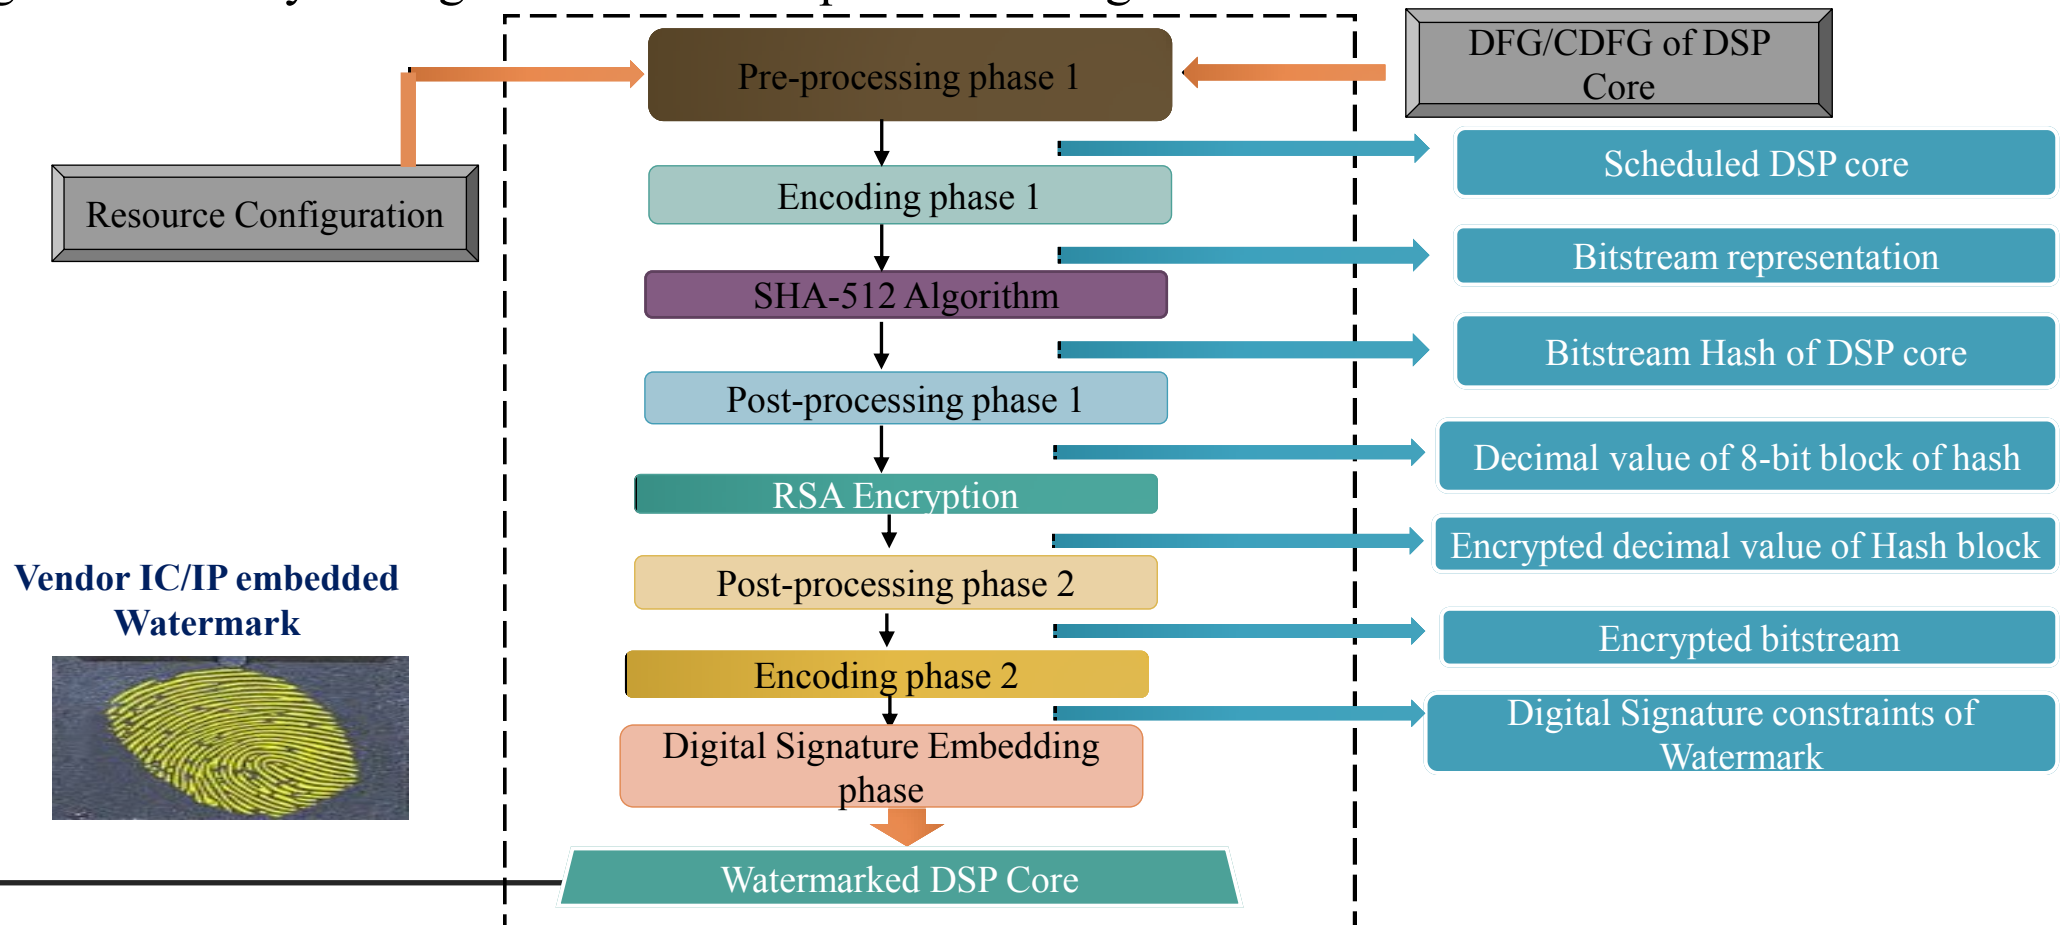 Pre-processing phase 1
DFG/CDFG of DSP
Core
Scheduled DSP core
Encoding phase 1
Resource Configuration
Bitstream representation
SHA-512 Algorithm
Bitstream Hash of DSP core
Post-processing phase 1
Decimal value of 8-bit block of hash
RSA Encryption
Encrypted decimal value of Hash block
Vendor IC/IP embedded
Watermark
Post-processing phase 2
Encrypted bitstream
Encoding phase 2
Digital Signature constraints of
Watermark
Digital Signature Embedding
phase
Watermarked DSP Core